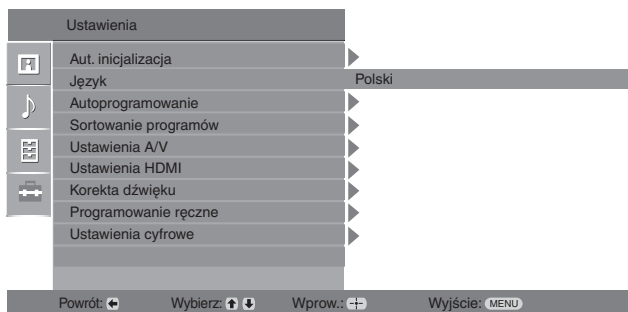 Ustawienia
Aut. inicjalizacja
Język Polski
Autoprogramowanie
Sortowanie programów
Ustawienia A/V
Ustawienia HDMI
Korekta dźwięku
Programowanie ręczne
Ustawienia cyfrowe
Powrót: Wybierz: Wprow.: Wyjście: MENU